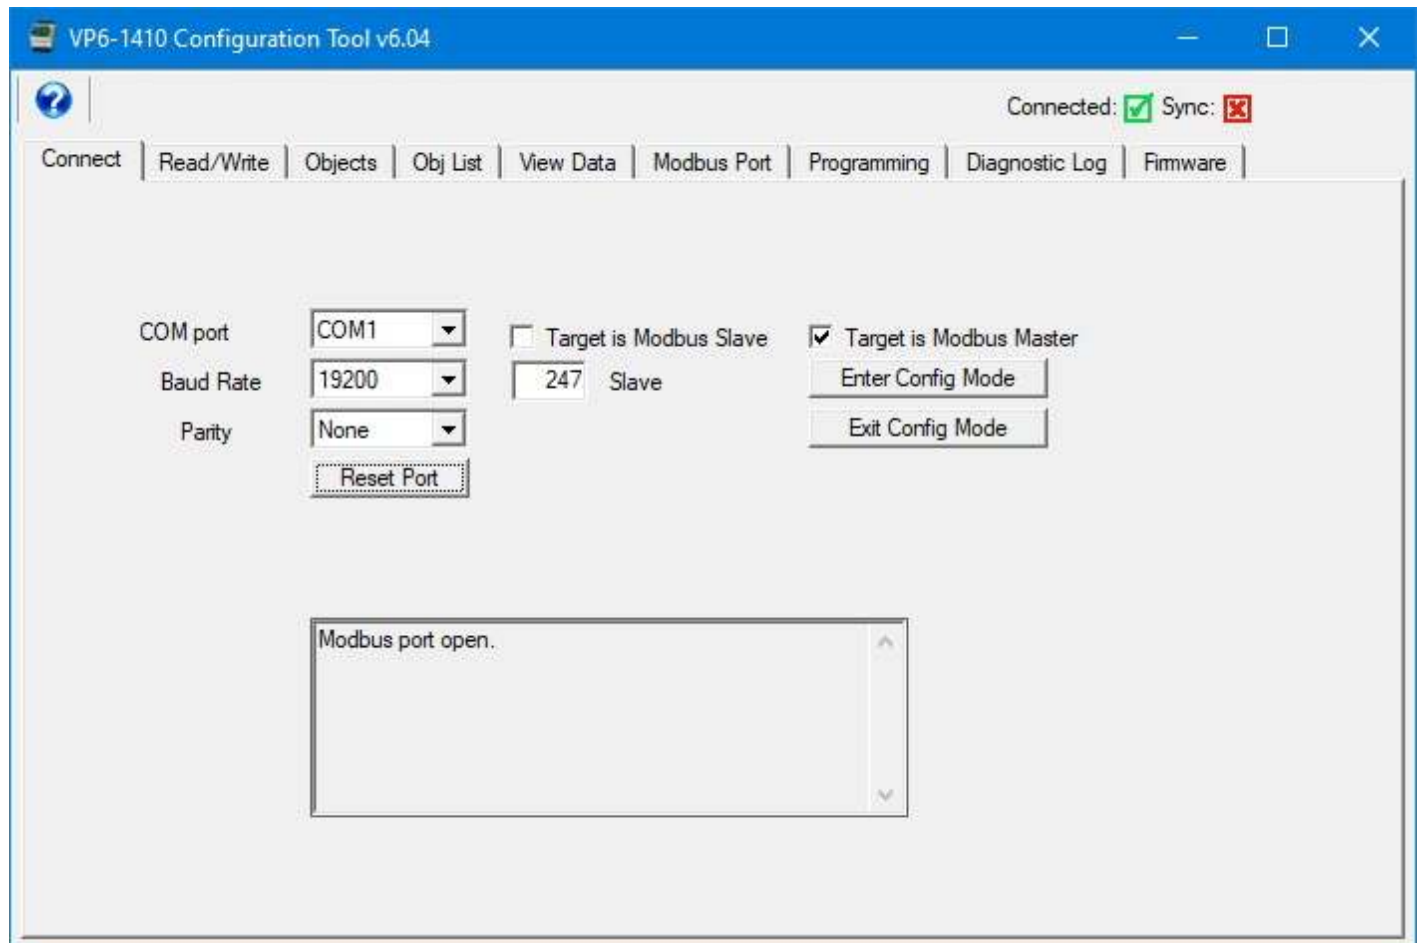 VP6-1410 Configuration Tool v6.04
Connected: Sync:
Connect Read/Write Objects Obj List View Data Modbus Port Programming Diagnostic Log Firmware
COM port COM1 Target is Modbus Slave Target is Modbus Master
Baud Rate 19200 247 Slave Enter Config Mode
Parity None Exit Config Mode
Reset Port
Modbus port open.